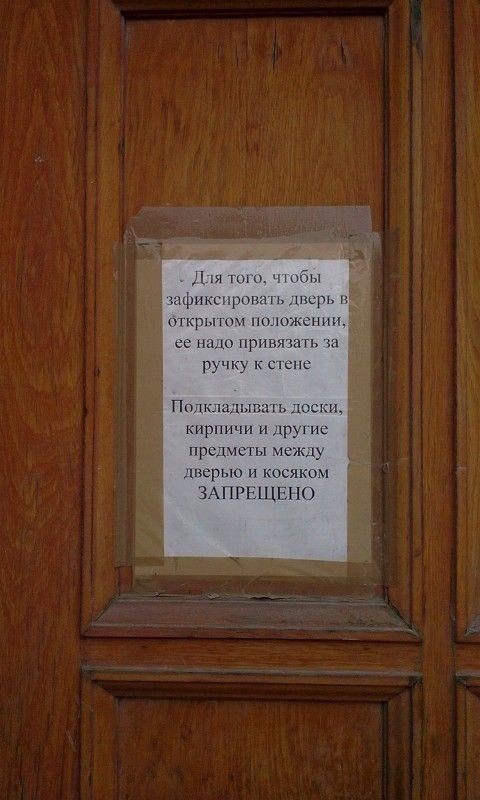 Для того, чтобы
зафиксировать дверь в
открытом положении,
ее надо привязать за
ручку к стене
Подкладывать доски,
кирпичи и другие
предметы между
дверью и косяком
ЗАПРЕЩЕНО